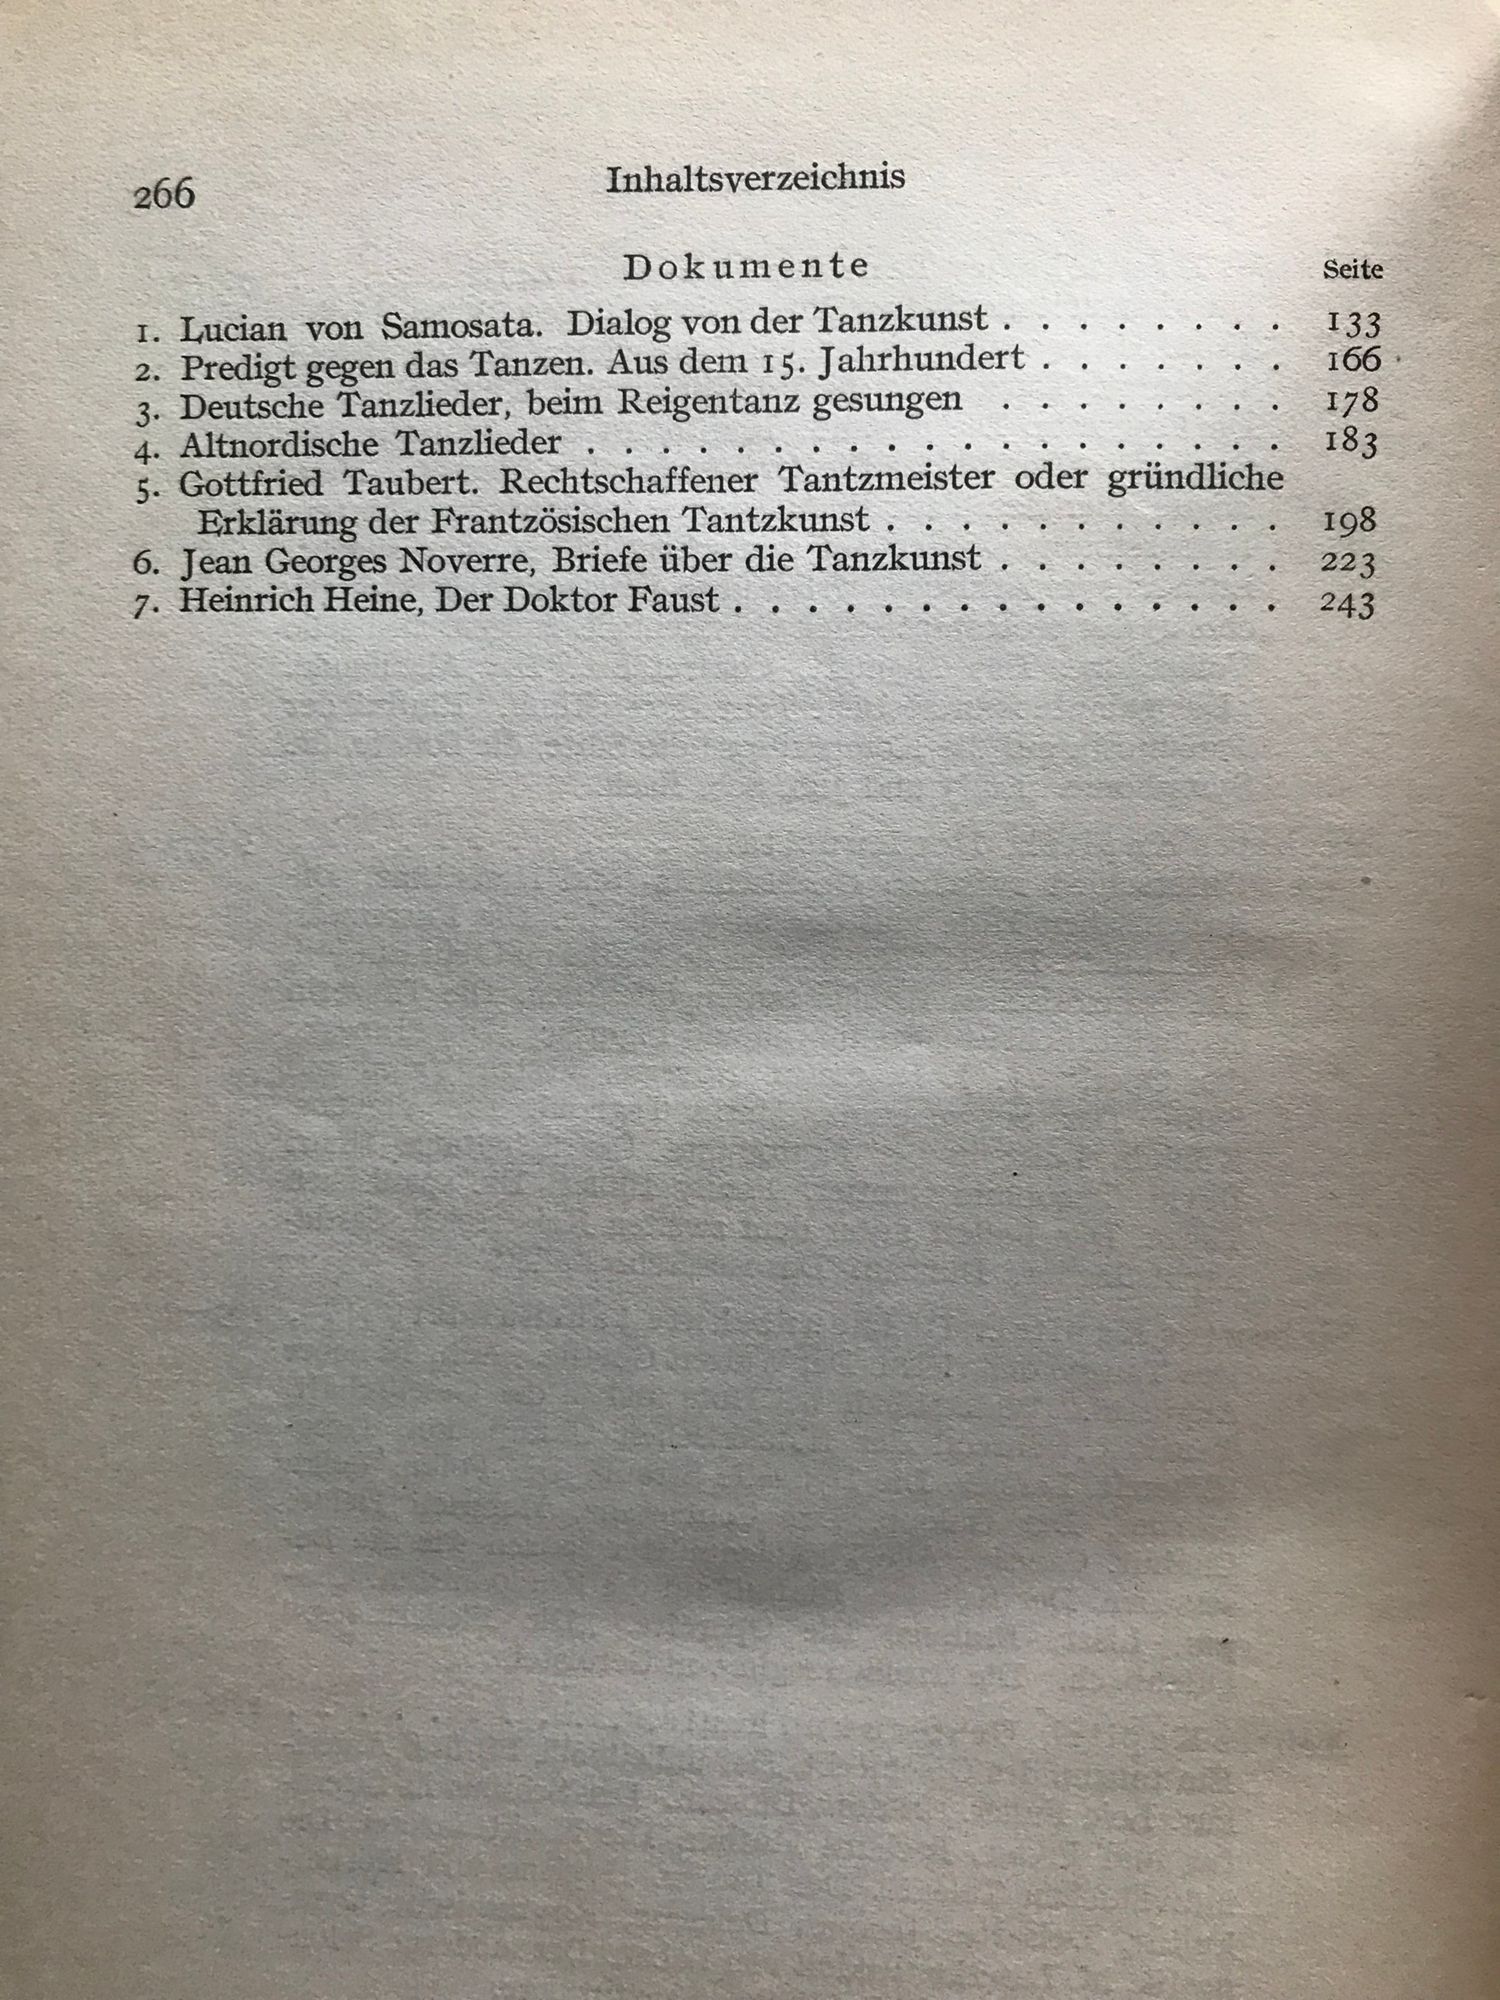 266
Inhaltsverzeichnis
Dokumente
Seite
1. Lucian von Samosata. Dialog von der Tanzkunst . . . . . . . . 133
2. Predigt gegen das Tanzen. Aus dem 15. Jahrhundert . . . . . . . 166
3. Deutsche Tanzlieder, beim Reigentanz gesungen . . . . . . . . 178
4. Altnordische Tanzlieder . . . . . . . . . . . . . . . . . . . 183
5. Gottfried Taubert. Rechtschaffener Tantzmeister oder gründliche
Erklärung der Frantzösischen Tantzkunst . . . . . . . . . . . 198
6. Jean Georges Noverre, Briefe über die Tanzkunst . . . . . . . . 223
7. Heinrich Heine, Der Doktor Faust . . . . . . . . . . . . . . . 243